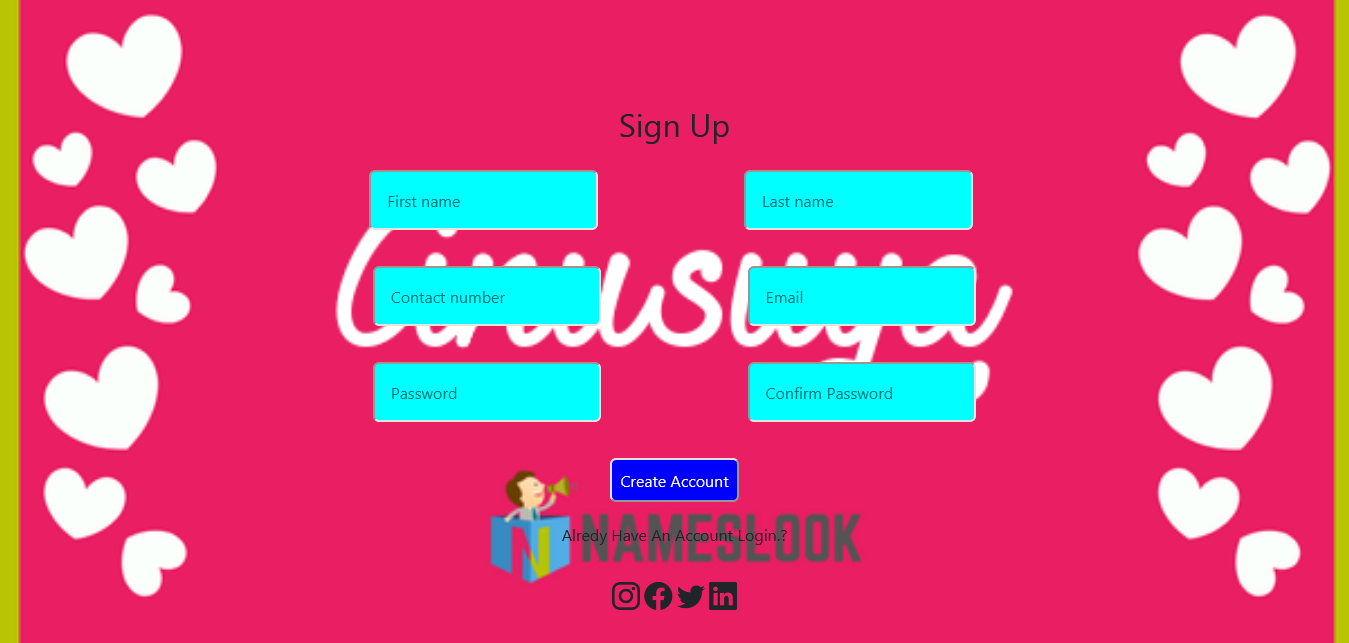 Sign Up
First name
Last name
Contact number
Email
Password
Confirm Password
Create Account
NAMESLOOK
Alredy Have An Account Login.?